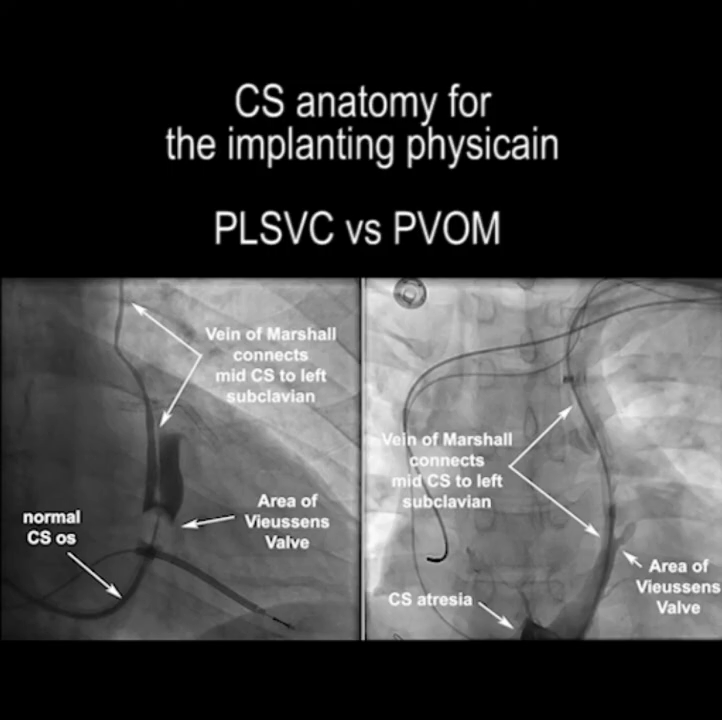 CS anatomy for
the implanting physicain
PLSVC vs PVOM
Vein of Marshall
connects
mid CS to left
subclavian
Area of
Vieussens
Valve
normal
CS os
Vein of Marshall
connects
mid CS to left
subclavian
Area of
Vieussens
Valve
CS atresia